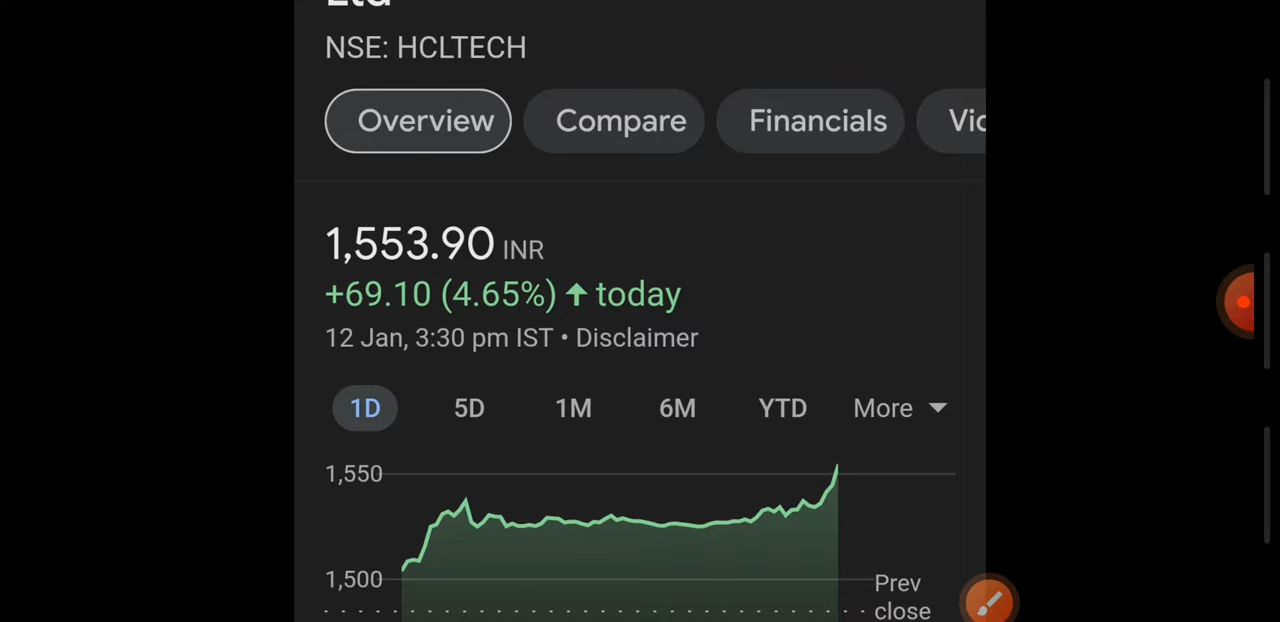 Ltd
NSE: HCLTECH
Overview Compare Financials
1,553.90 INR
+69.10 (4.65%) ↑ today
12 Jan, 3:30 pm IST • Disclaimer
1D 5D 1M 6M YTD More
1,550
1,500
Prev
close